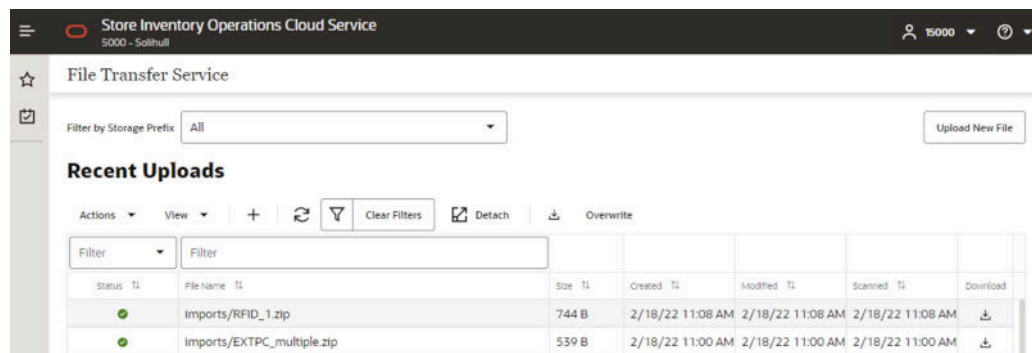 Store Inventory Operations Cloud Service
5000 - Solihull
15000
File Transfer Service
Filter by Storage Prefix All
Upload New File
Recent Uploads
Actions View Clear Filters Detach Overwrite
Filter Filter
Status File Name Size Created Modified Scanned Download
imports/RFID_1.zip 744 B 2/18/22 11:08 AM 2/18/22 11:08 AM 2/18/22 11:08 AM
imports/EXTPC_multiple.zip 539 B 2/18/22 11:00 AM 2/18/22 11:00 AM 2/18/22 11:00 AM